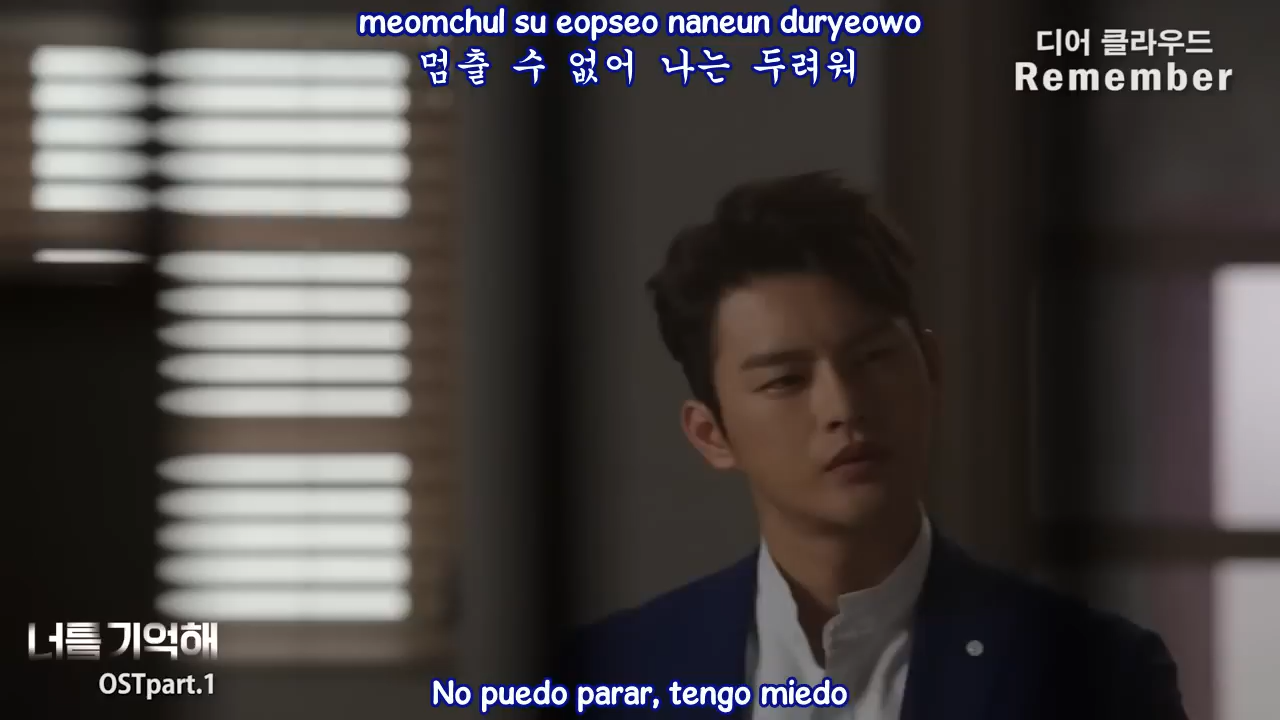 meomchul su eopseo naneun duryeowo
멈출 수 없어 나는 두려워
디어 클라우드
Remember
너를 기억해
OSTpart.1
No puedo parar, tengo miedo